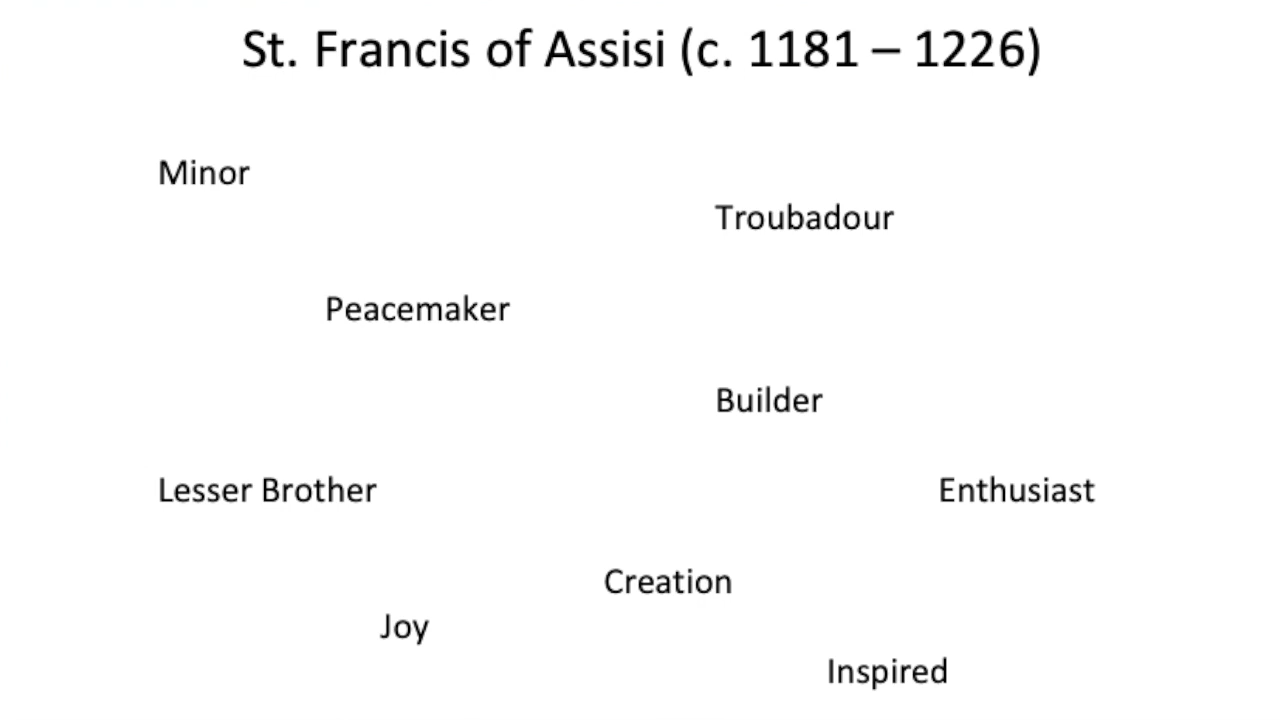 St. Francis of Assisi (c. 1181 – 1226)
Minor
Troubadour
Peacemaker
Builder
Lesser Brother Enthusiast
Creation
Joy
Inspired